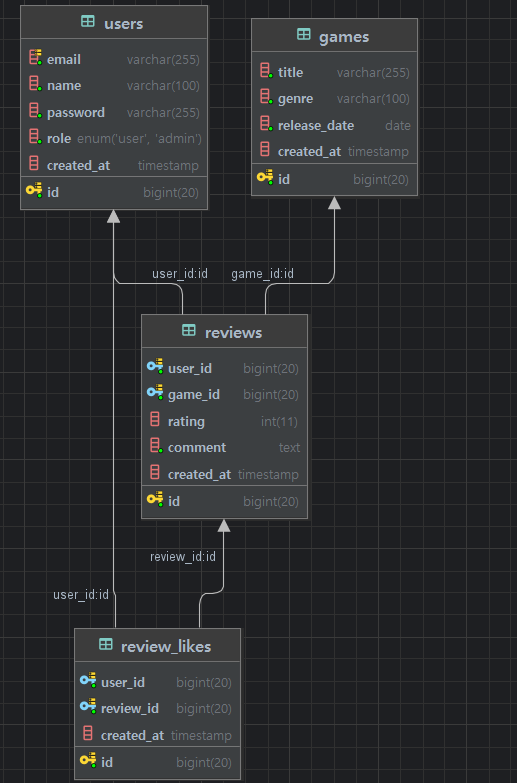 users
email varchar(255)
name varchar(100)
password varchar(255)
role enum('user', 'admin')
created_at timestamp
id bigint(20)
games
title varchar(255)
genre varchar(100)
release_date date
created_at timestamp
id bigint(20)
user_id:id
game_id:id
reviews
user_id bigint(20)
game_id bigint(20)
rating int(11)
comment text
created_at timestamp
id bigint(20)
review_id:id
user_id:id
review_likes
user_id bigint(20)
review_id bigint(20)
created_at timestamp
id bigint(20)